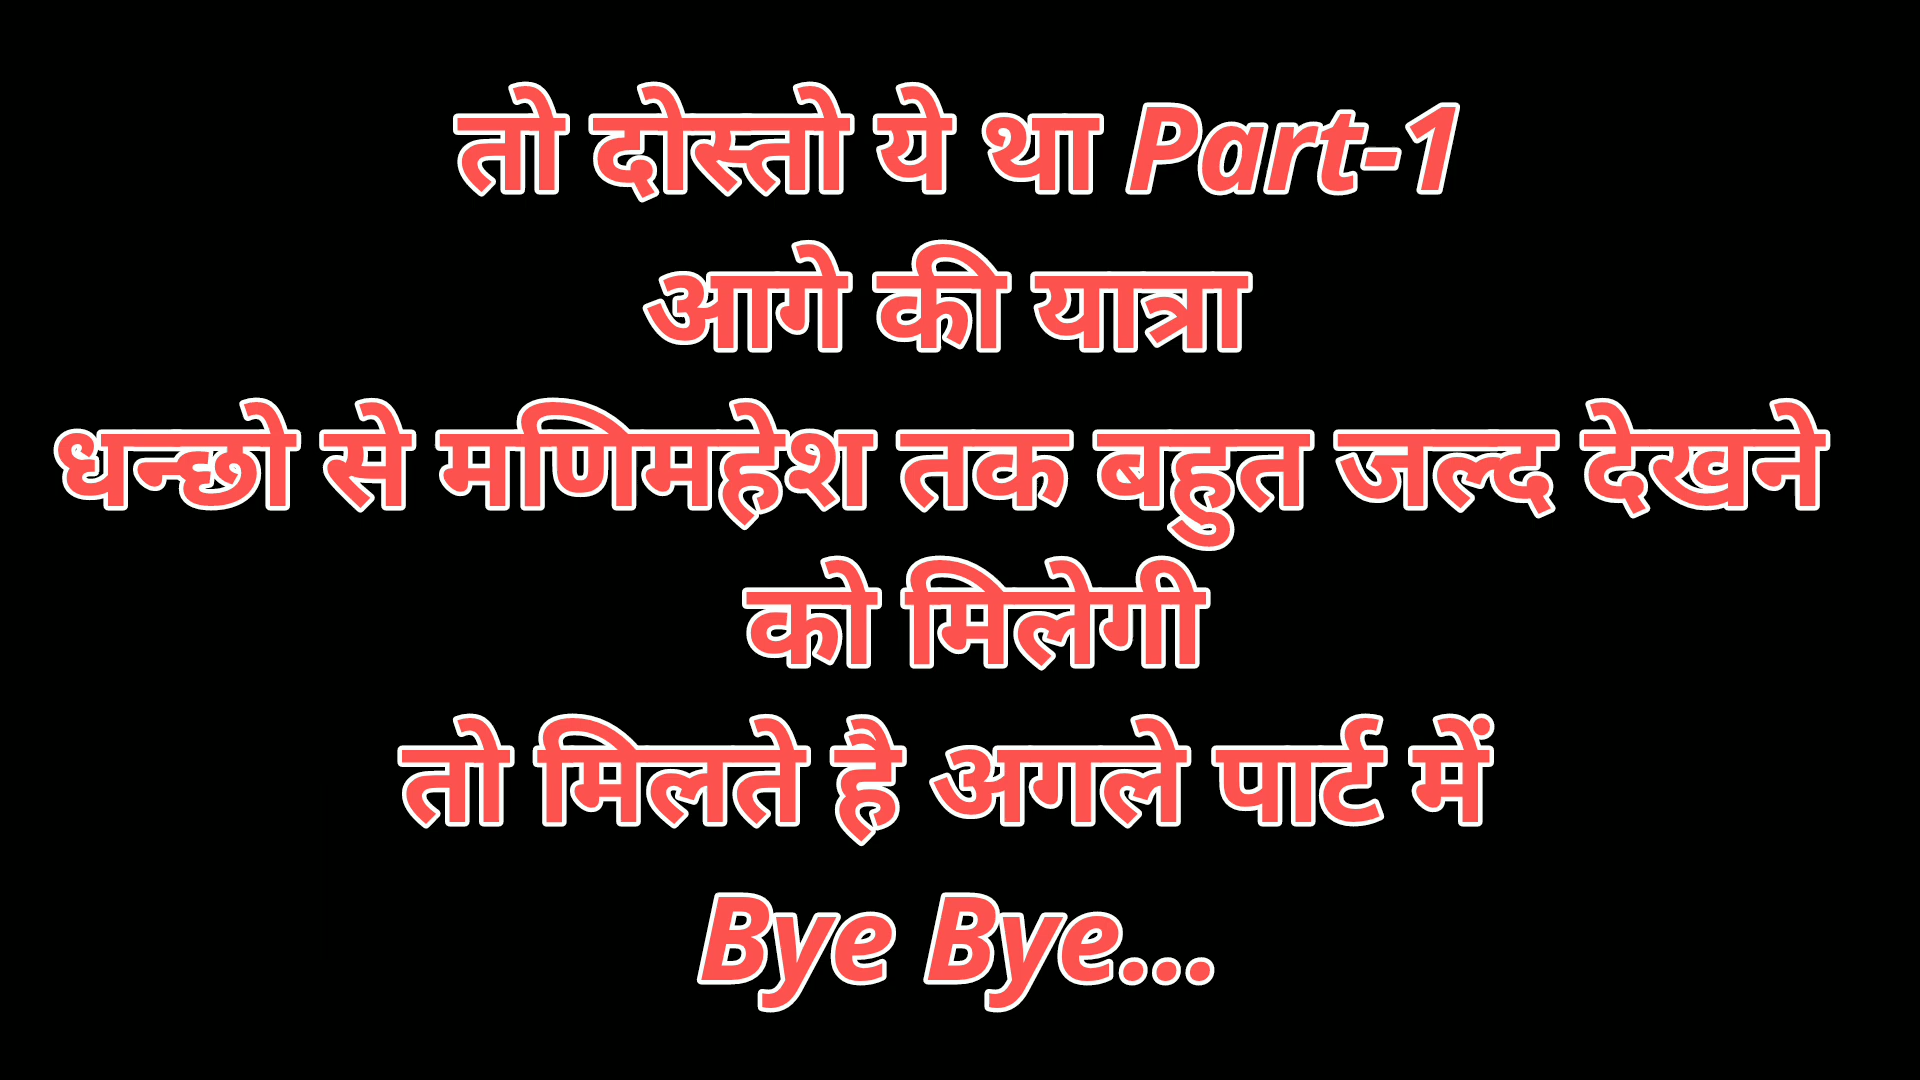 तो दोस्तो ये था Part-1
आगे की यात्रा
धन्छो से मणिमहेश तक बहुत जल्द देखने
को मिलेगी
तो मिलते है अगले पार्ट में
Bye Bye...